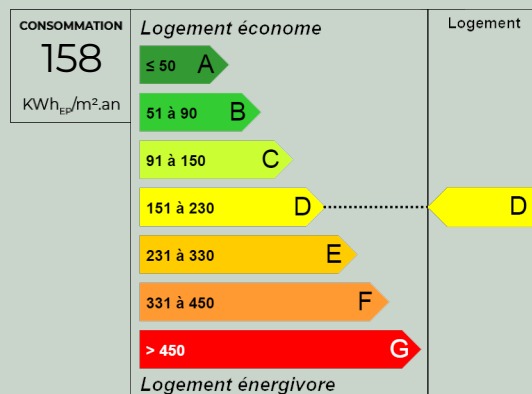 CONSOMMATION
158
KWhEP/m².an
Logement économe
Logement
≤ 50 A
51 à 90 B
91 à 150 C
151 à 230 D
D
231 à 330 E
331 à 450 F
> 450 G
Logement énergivore